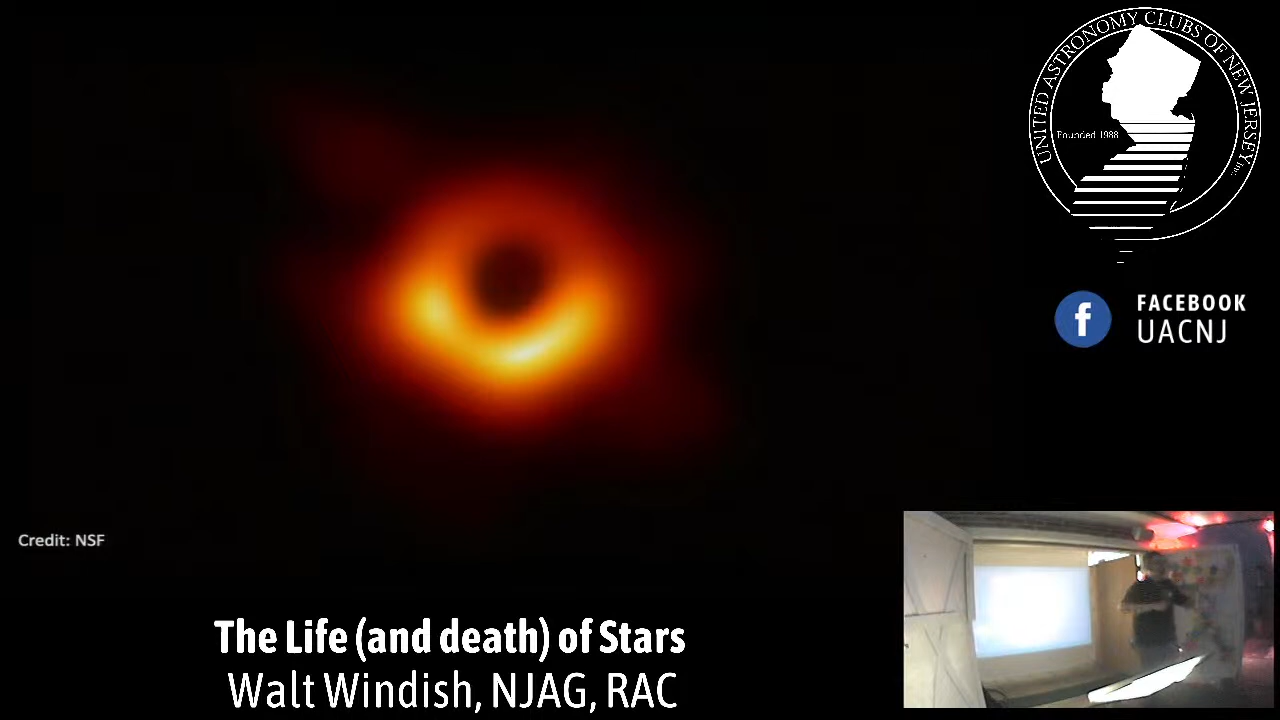 UNITED ASTRONOMY CLUBS OF NEW JERSEY, Inc.
Founded 1988
f FACEBOOK
UACNJ
Credit: NSF
The Life (and death) of Stars
Walt Windish, NJAG, RAC